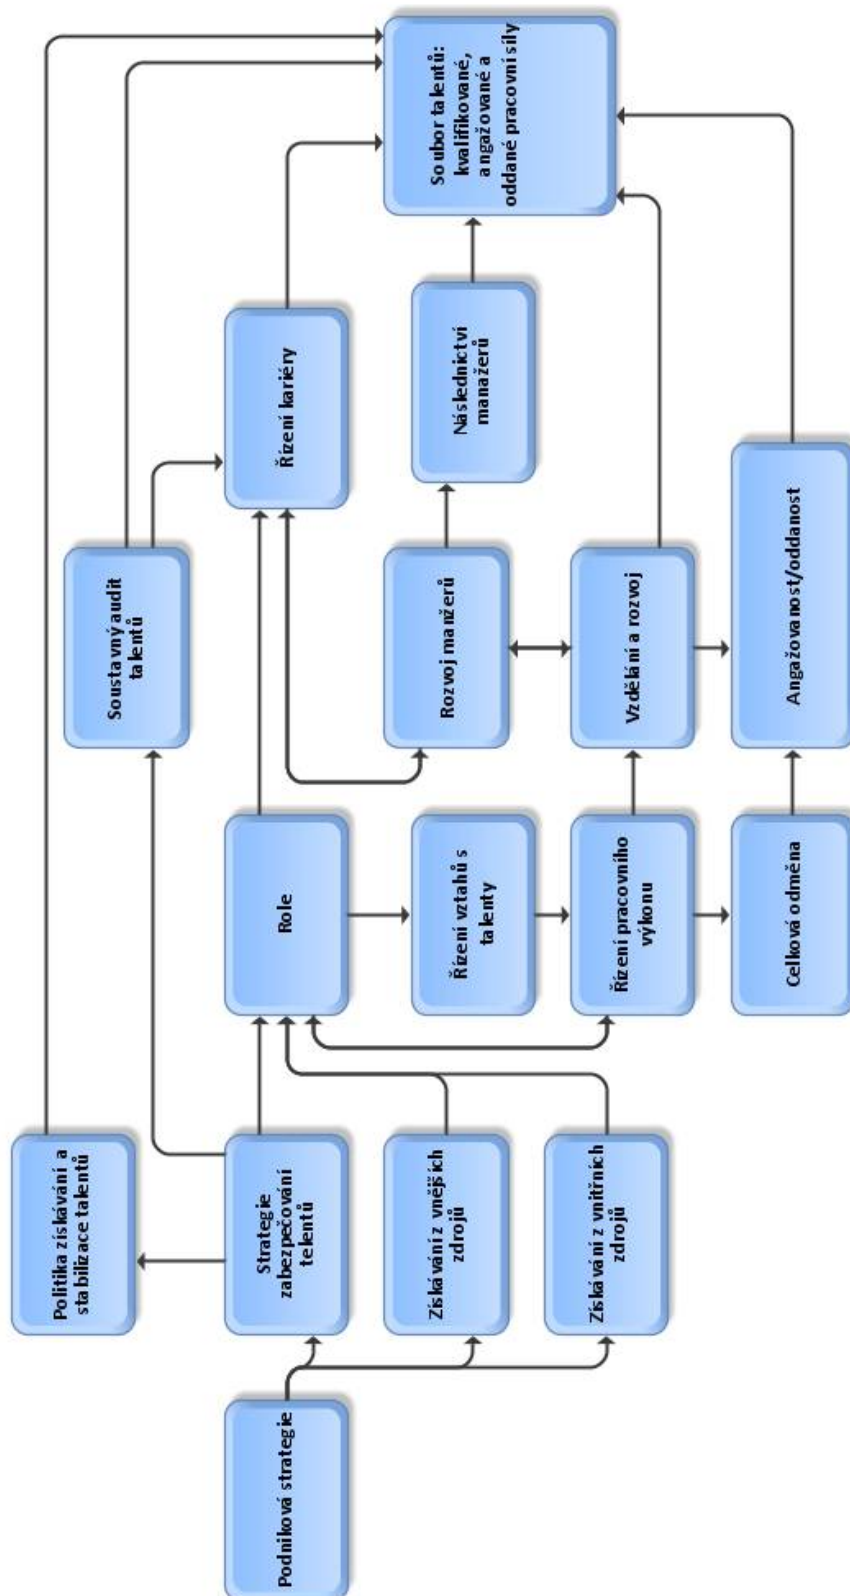 Podniková strategie
Politika získávání a
stabilizace talentů
Strategie
zabezpečování
telentů
Získávání z vnějších
zdrojů
Získávání z vnitřních
zdrojů
Role
Řízení vztahů s
talenty
Řízení pracovního
výkonu
Celková odměna
Soustavný audit
talentů
Rozvoj manžerů
Vzdělání a rozvoj
Angažovanost/oddanost
Řízení kariéry
Následnictví
manažerů
Soubor talentů:
kvalifikované,
angažované a
oddané pracovní síly